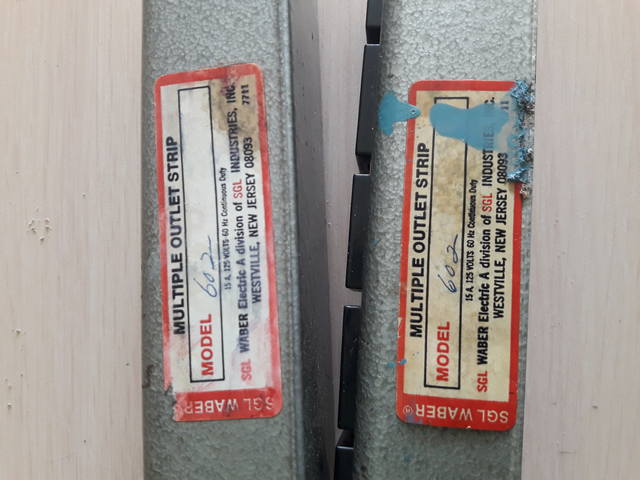 MULTIPLE OUTLET STRIP
MODEL 602
15 A, 125 VOLTS 60 Hz Continuous Duty
SGL WABER Electric A division of SGL INDUSTRIES, INC.
WESTVILLE, NEW JERSEY 08093
7711
SGL WABER®
MULTIPLE OUTLET STRIP
MODEL 602
15 A, 125 VOLTS 60 Hz Continuous Duty
SGL WABER Electric A division of SGL INDUSTRIES, INC.
WESTVILLE, NEW JERSEY 08093
SGL WABER®